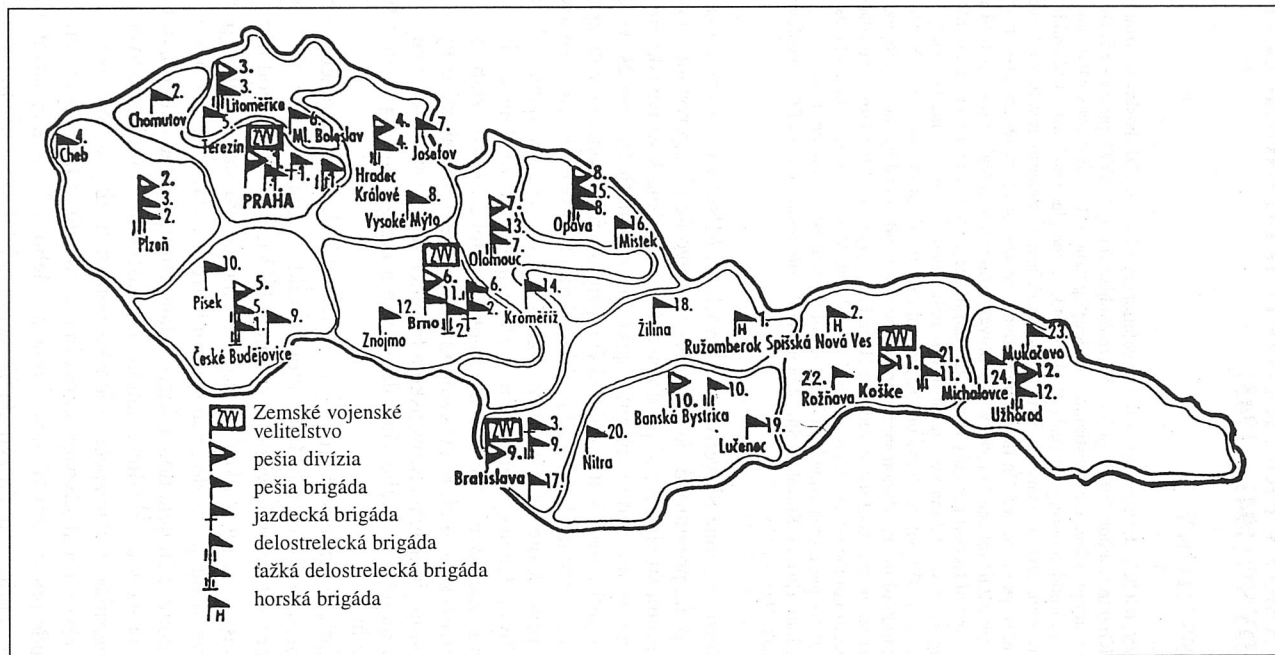 3.
3.
Litoměřice
2.
Chomutov
5.
Terezín
6.
Ml. Boleslav
4.
4.
Hradec
Králové
7.
Josefov
4.
Cheb
ZVV
1.
1.
1.
1.
PRAHA
8.
Vysoké Mýto
2.
3.
2.
Plzeň
7.
13.
7.
Olomouc
8.
15.
8.
Opava
16.
Místek
10.
Písek
5.
5.
1.
České Budějovice
9.
12.
Znojmo
ZVV
6.
11.
Brno
6.
2.
2.
14.
Kroměříž
18.
Žilina
1.
H
Ružomberok
2.
H
Spišská Nová Ves
ZVV
11.
Košice
21.
11.
22.
Rožňava
23.
Mukačevo
24.
Michalovce
12.
12.
Užhorod
10.
10.
Banská Bystrica
19.
Lučenec
20.
Nitra
ZVV
9.
Bratislava
3.
9.
17.
ZVV Zemské vojenské
veliteľstvo
pešia divízia
pešia brigáda
jazdecká brigáda
delostrelecká brigáda
ťažká delostrelecká brigáda
H horská brigáda